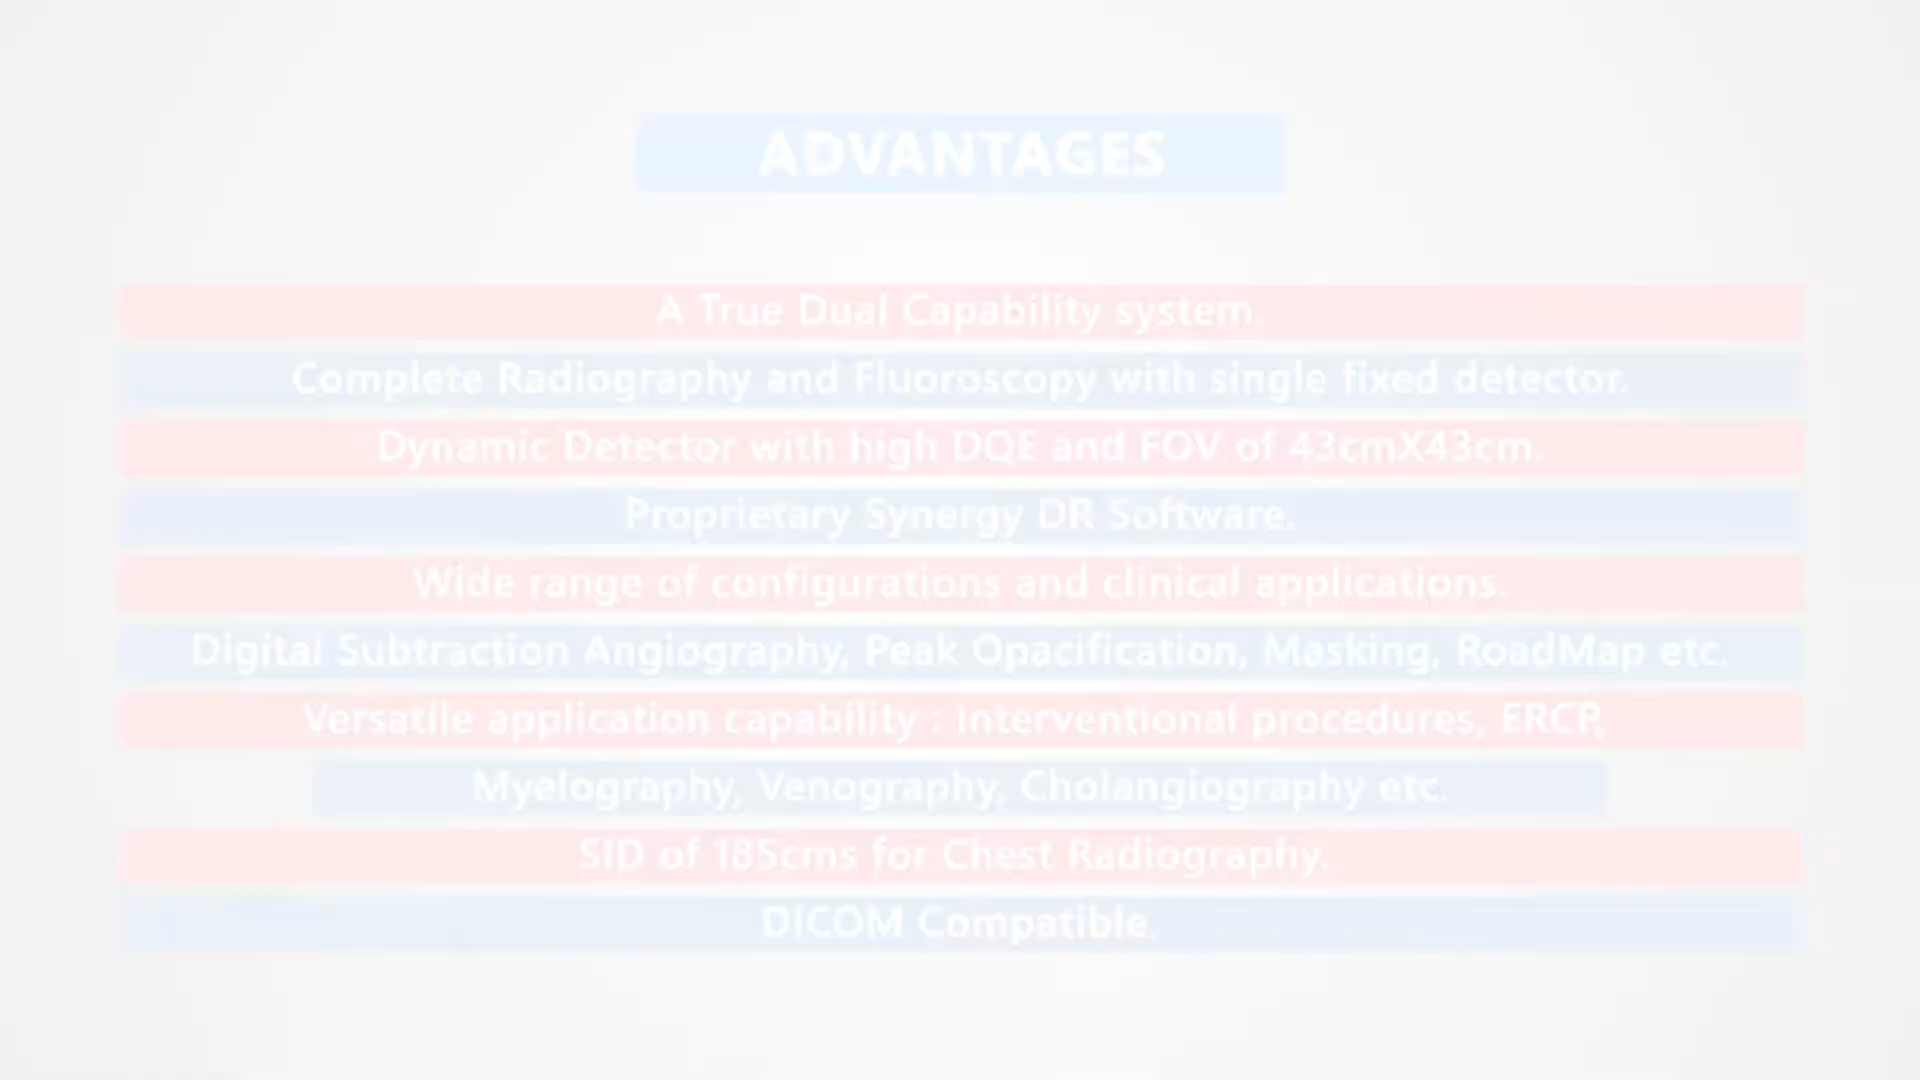 ADVANTAGES
A True Dual Capability system.
Complete Radiography and Fluoroscopy with single fixed detector.
Dynamic Detector with high DQE and FOV of 43cmX43cm.
Proprietary Synergy DR Software.
Wide range of configurations and clinical applications.
Digital Subtraction Angiography, Peak Opacification, Masking, RoadMap etc.
Versatile application capability : Interventional procedures, ERCP,
Myelography, Venography, Cholangiography etc.
SID of 185cms for Chest Radiography.
DICOM Compatible.